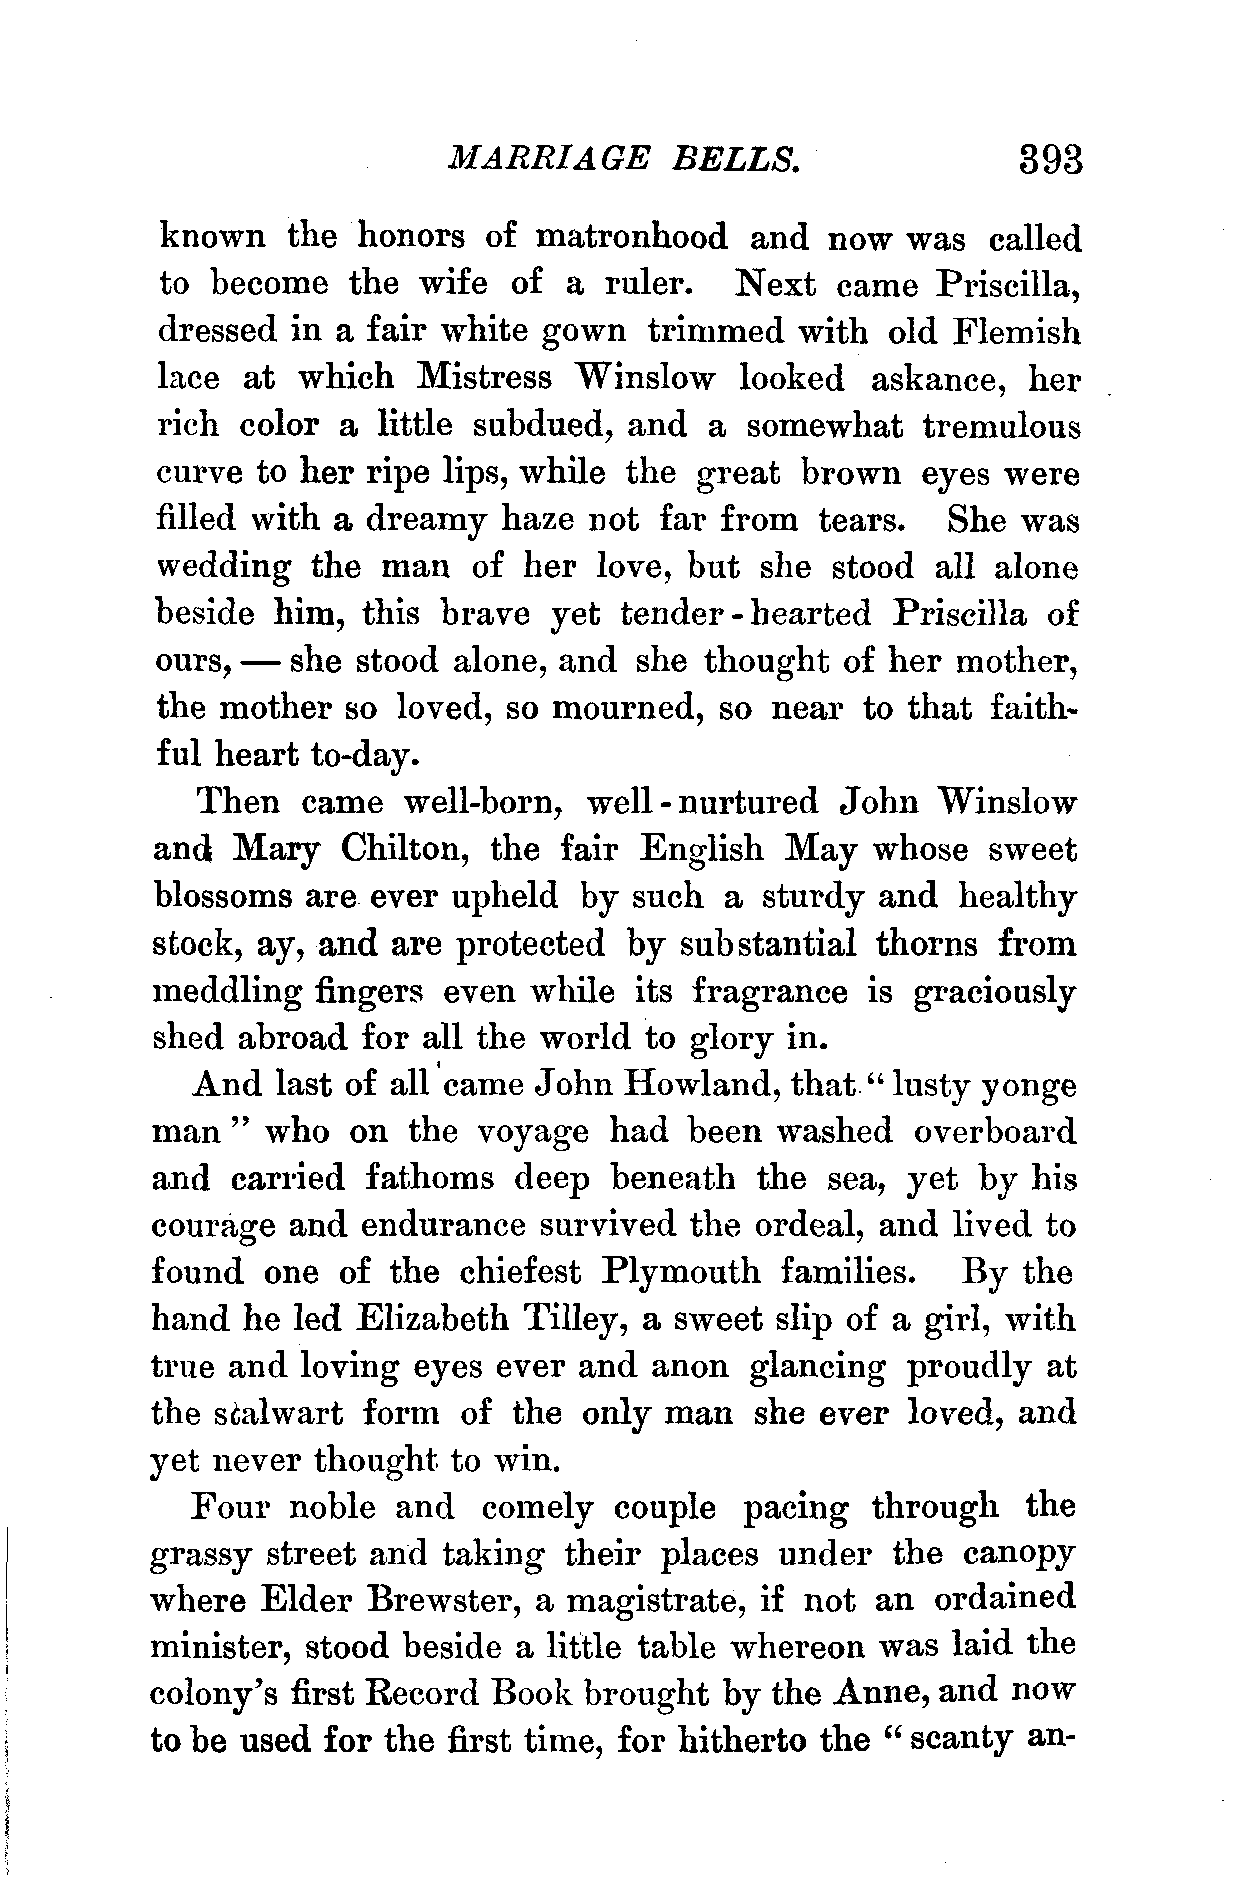 MARRIAGE BELLS. 393
known the honors of matronhood and now was called
to become the wife of a ruler. Next came Priscilla,
dressed in a fair white gown trimmed with old Flemish
lace at which Mistress Winslow looked askance, her
rich color a little subdued, and a somewhat tremulous
curve to her ripe lips, while the great brown eyes were
filled with a dreamy haze not far from tears. She was
wedding the man of her love, but she stood all alone
beside him, this brave yet tender-hearted Priscilla of
ours, — she stood alone, and she thought of her mother,
the mother so loved, so mourned, so near to that faith-
ful heart to-day.
Then came well-born, well-nurtured John Winslow
and Mary Chilton, the fair English May whose sweet
blossoms are ever upheld by such a sturdy and healthy
stock, ay, and are protected by substantial thorns from
meddling fingers even while its fragrance is graciously
shed abroad for all the world to glory in.
And last of all came John Howland, that "lusty yonge
man" who on the voyage had been washed overboard
and carried fathoms deep beneath the sea, yet by his
courage and endurance survived the ordeal, and lived to
found one of the chiefest Plymouth families. By the
hand he led Elizabeth Tilley, a sweet slip of a girl, with
true and loving eyes ever and anon glancing proudly at
the stalwart form of the only man she ever loved, and
yet never thought to win.
Four noble and comely couple pacing through the
grassy street and taking their places under the canopy
where Elder Brewster, a magistrate, if not an ordained
minister, stood beside a little table whereon was laid the
colony's first Record Book brought by the Anne, and now
to be used for the first time, for hitherto the "scanty an-